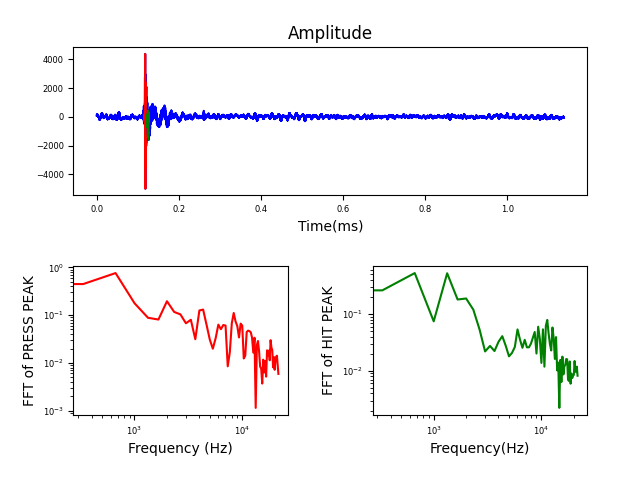 Amplitude
4000
2000
0
−2000
−4000
0.0 0.2 0.4 0.6 0.8 1.0
Time(ms)
FFT of PRESS PEAK
10⁰
10⁻¹
10⁻²
10⁻³
10³ 10⁴
Frequency (Hz)
FFT of HIT PEAK
10⁻¹
10⁻²
10³ 10⁴
Frequency(Hz)